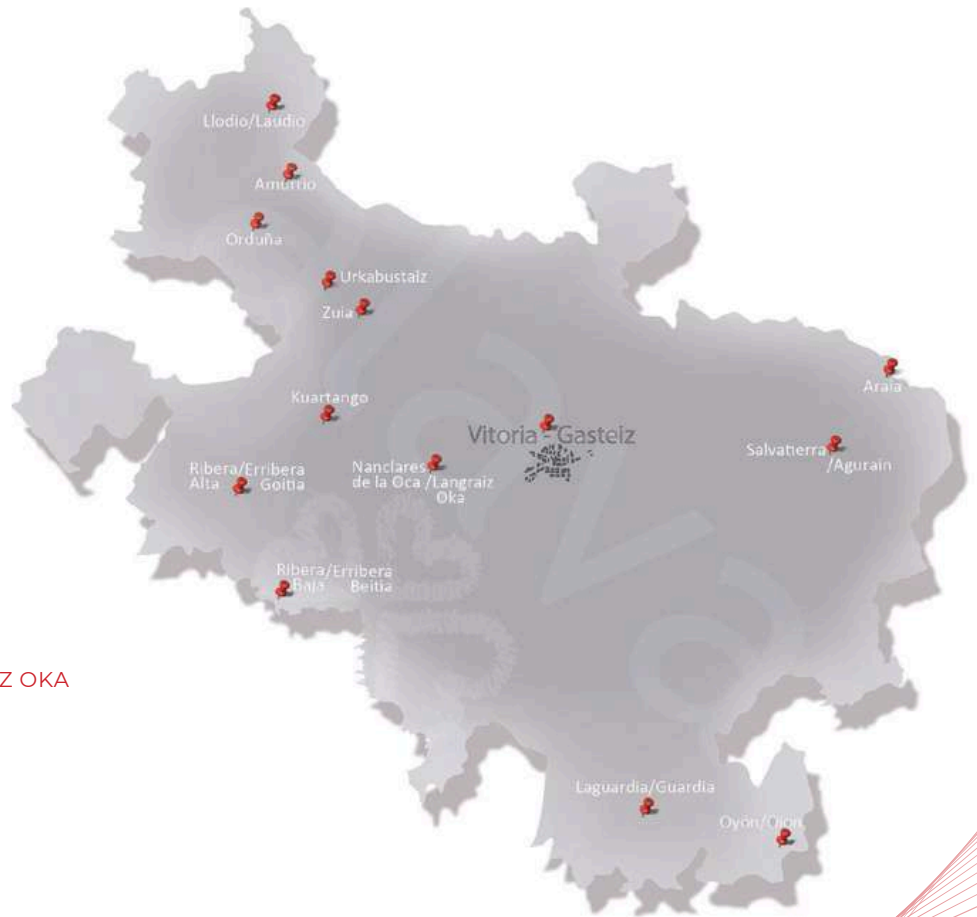 Llodio/Laudio
Amurrio
Orduña
Urkabustaiz
Zuia
Araia
Kuartango
Vitoria - Gasteiz
Salvatierra
/Agurain
Nanclares
de la Oca /Langraiz
Oka
Ribera/Erribera
Alta Goitia
Ribera/Erribera
Baja Beitia
Z OKA
Laguardia/Guardia
Oyón/Oion